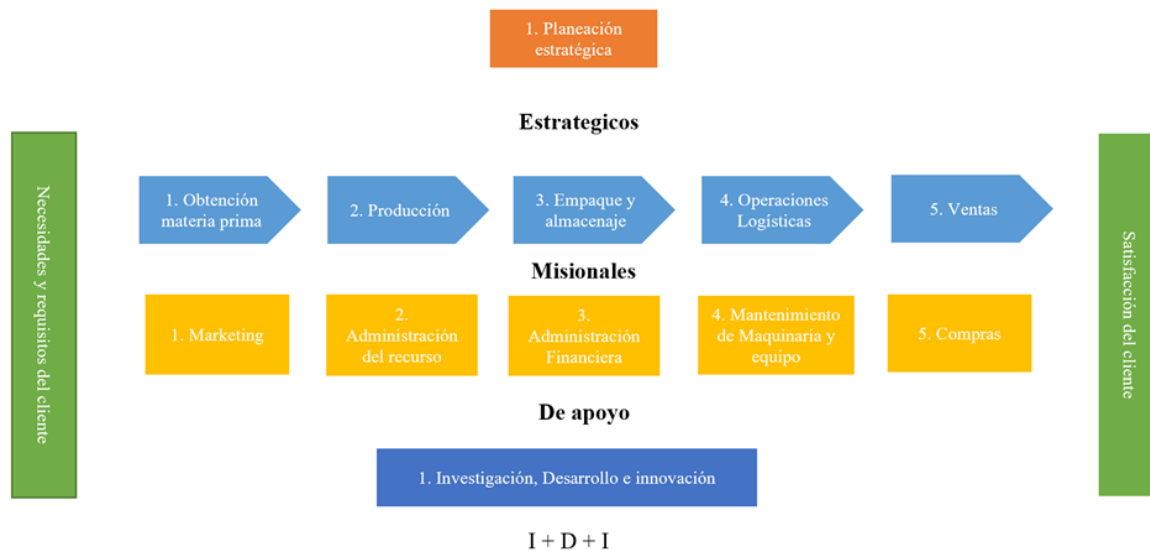 1. Planeación
estratégica
Estrategicos
Necesidades y requisitos del cliente
1. Obtención
materia prima
2. Producción
3. Empaque y
almacenaje
4. Operaciones
Logísticas
5. Ventas
Satisfacción del cliente
Misionales
1. Marketing
2.
Administración
del recurso
3.
Administración
Financiera
4. Mantenimiento
de Maquinaria y
equipo
5. Compras
De apoyo
1. Investigación, Desarrollo e innovación
I + D + I